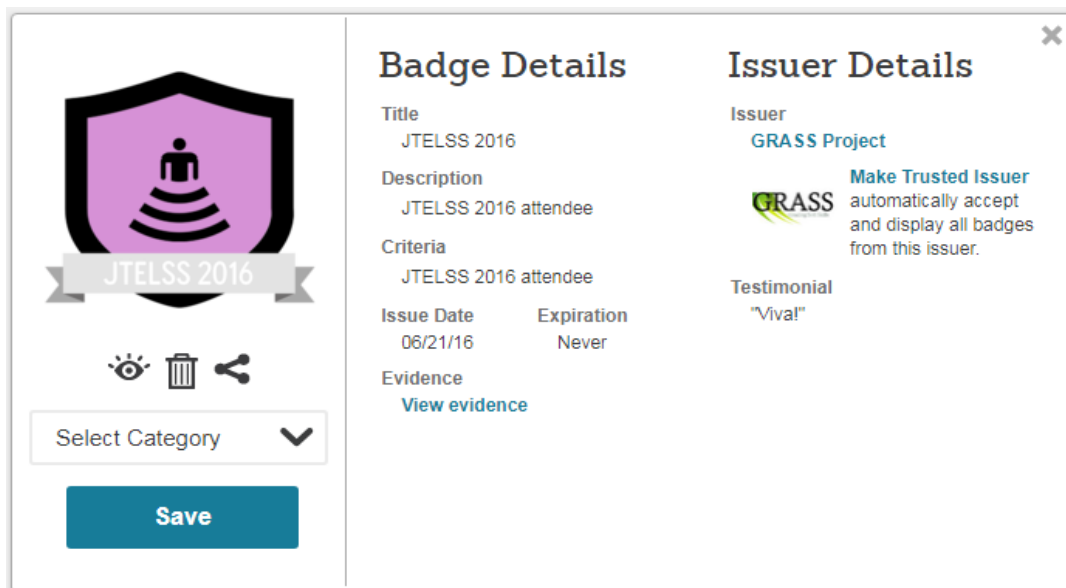 JTELSS 2016
Select Category
Save
Badge Details
Title
JTELSS 2016
Description
JTELSS 2016 attendee
Criteria
JTELSS 2016 attendee
Issue Date Expiration
06/21/16 Never
Evidence
View evidence
Issuer Details
Issuer
GRASS Project
GRASS
Make Trusted Issuer
automatically accept
and display all badges
from this issuer.
Testimonial
"Viva!"